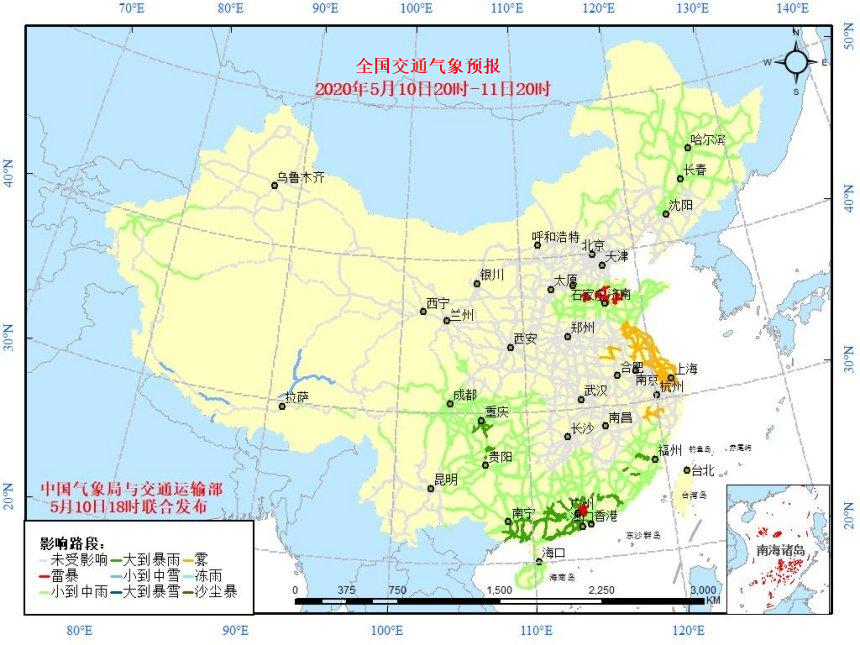 70°E 80°E 90°E 100°E 110°E 120°E 130°E 140°E
50°N
全国交通气象预报
2020年5月10日20时-11日20时
N
W E
S
哈尔滨
长春
乌鲁木齐
40°N
40°N
沈阳
呼和浩特
北京
天津
银川
太原
石家庄
济南
西宁
兰州
30°N
郑州
西安
30°N
合肥
上海
南京
杭州
成都
拉萨
武汉
重庆
南昌
长沙
福州
钓鱼岛
赤尾屿
贵阳
台北
昆明
中国气象局与交通运输部
5月10日18时联合发布
台湾岛
20°N
20°N
南宁
香港
东沙群岛
海口
海南岛
南海诸岛
影响路段:
未受影响 大到暴雨 雾
雷暴 小到中雪 冻雨
小到中雨 大到暴雪 沙尘暴
0 375 750 1,500 2,250 3,000
KM
80°E 90°E 100°E 110°E 120°E